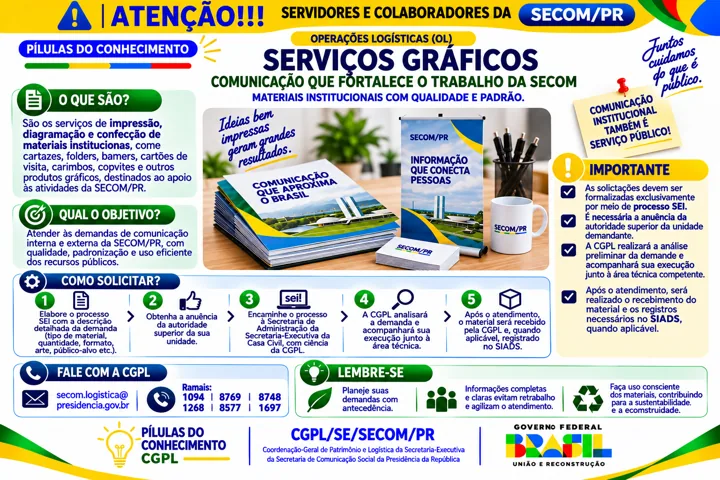 ATENÇÃO!!!
SERVIDORES E COLABORADORES DA
SECOM/PR
PÍLULAS DO CONHECIMENTO
OPERAÇÕES LOGÍSTICAS (OL)
SERVIÇOS GRÁFICOS
COMUNICAÇÃO QUE FORTALECE O TRABALHO DA SECOM
MATERIAIS INSTITUCIONAIS COM QUALIDADE E PADRÃO.
Juntos
cuidamos
do que é
público.
O QUE SÃO?
São os serviços de impressão,
diagramação e confecção de
materiais institucionais, como
cartazes, folders, bamers, cartões de
visita, carimbos, copvites e outros
produtos gráficos, destinados ao apoio
às atividades da SECOM/PR.
Ideias bem
impressas
geram grandes
resultados.
COMUNICAÇÃO
QUE APROXIMA
O BRASIL
SECOM/PR
INFORMAÇÃO
QUE CONECTA
PESSOAS
SECOM/PR
SECOM/PR
COMUNICAÇÃO
INSTITUCIONAL
TAMBÉM É
SERVIÇO PÚBLICO!
QUAL O OBJETIVO?
Atender às demandas de comunicação
interna e externa da SECOM/PR, com
qualidade, padronização e uso eficiente
dos recursos públicos.
IMPORTANTE
As solictações devem ser
formalizadas exclusivamente
por meio de processo SEI.
É necessária a anuência da
autoridade superior da unidade
demandante.
A CGPL realizará a análise
preliminar da demanda e
acompanhará sua execução
junto à área técnica competente.
Após o atendimento, será
realizado o recebimento do
material e os registros
necessários no SIADS,
quando aplicável.
COMO SOLICITAR?
1
Elabore o processo
SEI com a descrição
detalhada da demanda
(tipo de material,
quantidade, formato,
arte, público-alvo etc.).
2
Obtenha a anuência
da autoridade
superior da sua
unidade.
3
sei!
Encaminhe o processo
à Secretaria de
Administração da
Secretaria-Executiva da
Casa Civil, com ciência
da CGPL.
4
A CGPL analisará
a demanda e
acompanhará sua
execução junto à
área técnica.
5
Após o atendimento,
o material será recebido
pela CGPL e, quando
aplicável, registrado
no SIADS.
FALE COM A CGPL
secom.logistica@
presidencia.gov.br
Ramais:
1094 | 8769 | 8748
1268 | 8577 | 1697
LEMBRE-SE
Planeje suas
demandas com
antecedência.
Informações completas
e claras evitam retrabalho
e agilizam o atendimento.
Faça uso consciente
dos materiais, contribuindo
para a sustentabilidade.
e a econstruidade.
PÍLULAS DO
CONHECIMENTO
CGPL
CGPL/SE/SECOM/PR
Coordenação-Geral de Patrimônio e Logística da Secretaria-Executiva
da Secretaria de Comunicação Social da Presidência da República
GOVERNO FEDERAL
BRASIL
UNIÃO E RECONSTRUÇÃO